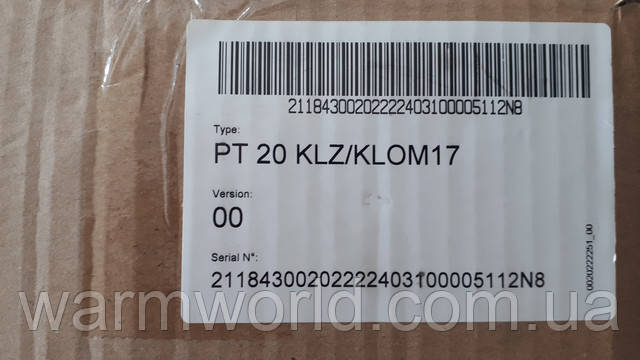 21184300202222403100005112N8
Type:
PT 20 KLZ/KLOM17
Version:
00
Serial N°:
21184300202222403100005112N8
0020222251_00
warmworld.com.ua